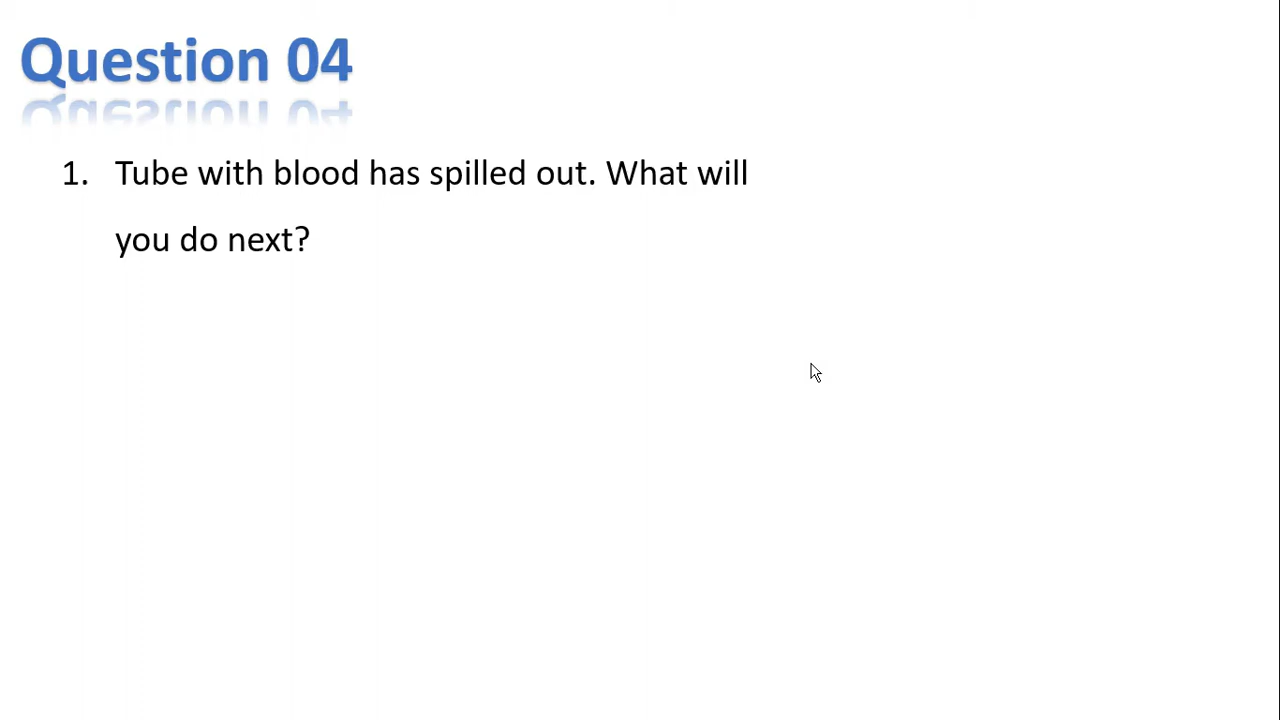 Question 04
1. Tube with blood has spilled out. What will
you do next?